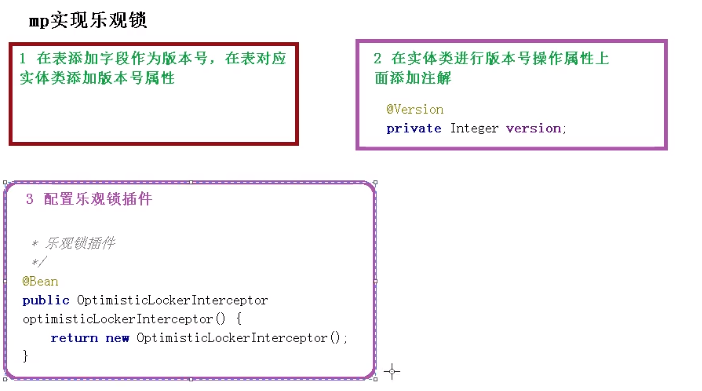 mp实现乐观锁
1 在表添加字段作为版本号，在表对应
实体类添加版本号属性
2 在实体类进行版本号操作属性上
面添加注解
@Version
private Integer version;
3 配置乐观锁插件
* 乐观锁插件
*/
@Bean
public OptimisticLockerInterceptor
optimisticLockerInterceptor() {
return new OptimisticLockerInterceptor();
}